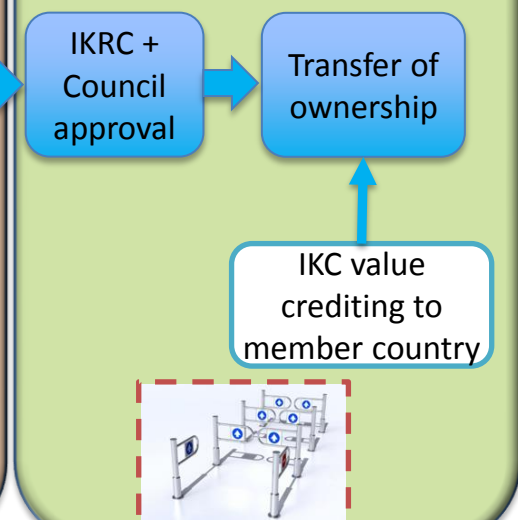 IKRC +
Council
approval
Transfer of
ownership
IKC value
crediting to
member country